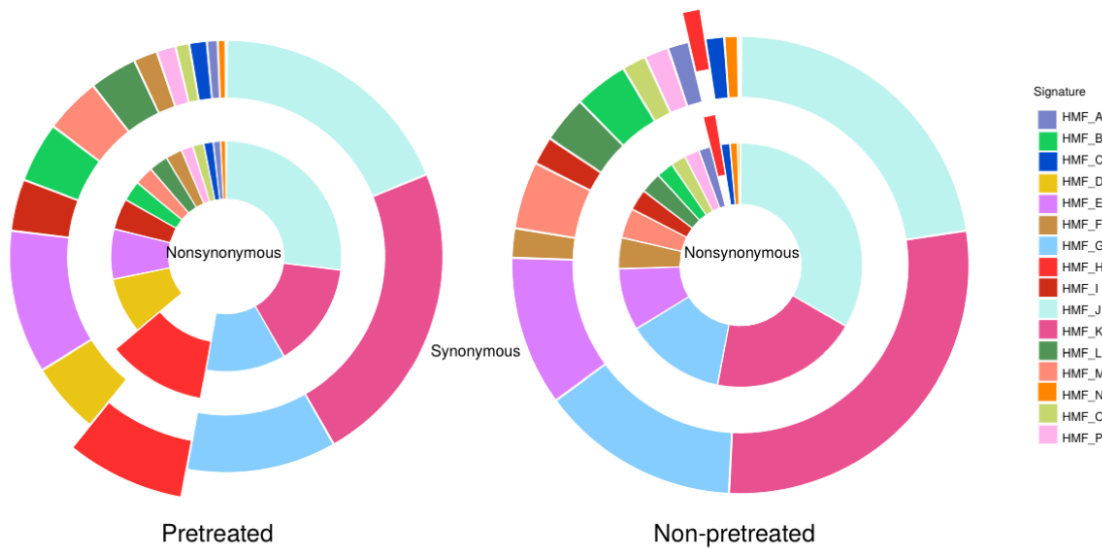 Signature
HMF_A
HMF_B
HMF_C
HMF_D
HMF_E
HMF_F
HMF_G
HMF_H
HMF_I
HMF_J
HMF_K
HMF_L
HMF_M
HMF_N
HMF_O
HMF_P
Nonsynonymous
Nonsynonymous
Synonymous
Pretreated
Non-pretreated